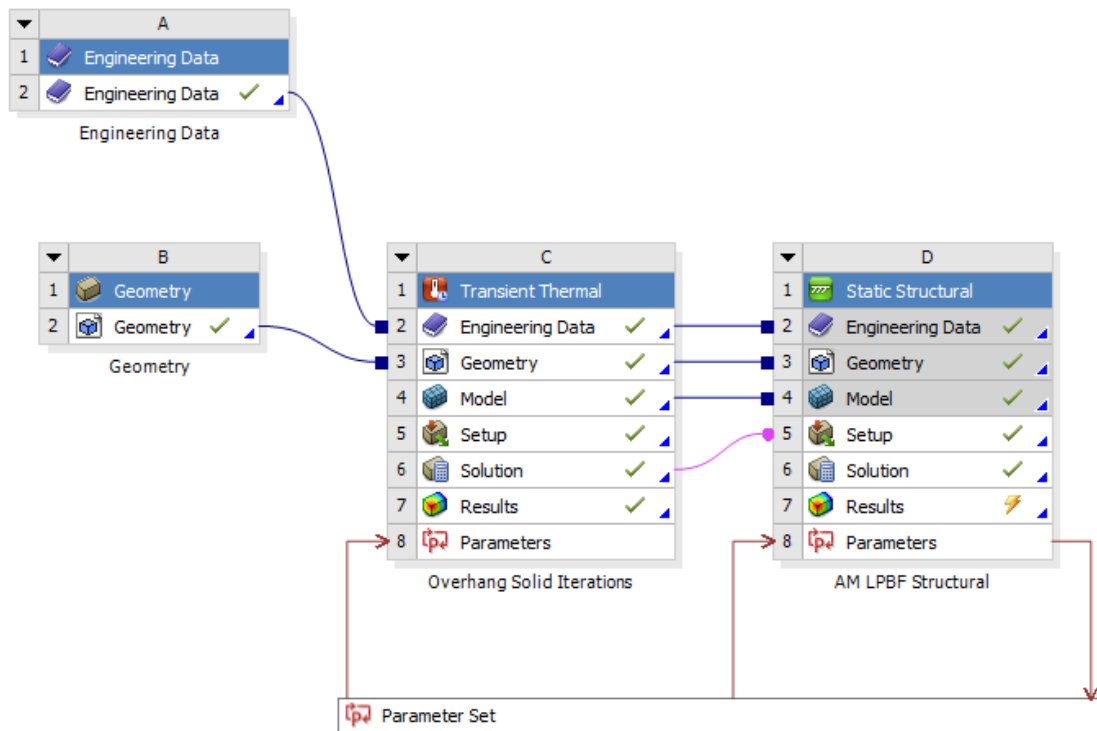 A
1 Engineering Data
2 Engineering Data
Engineering Data
B
1 Geometry
2 Geometry
Geometry
C
1 Transient Thermal
2 Engineering Data
3 Geometry
4 Model
5 Setup
6 Solution
7 Results
8 Parameters
Overhang Solid Iterations
D
1 Static Structural
2 Engineering Data
3 Geometry
4 Model
5 Setup
6 Solution
7 Results
8 Parameters
AM LPBF Structural
Parameter Set